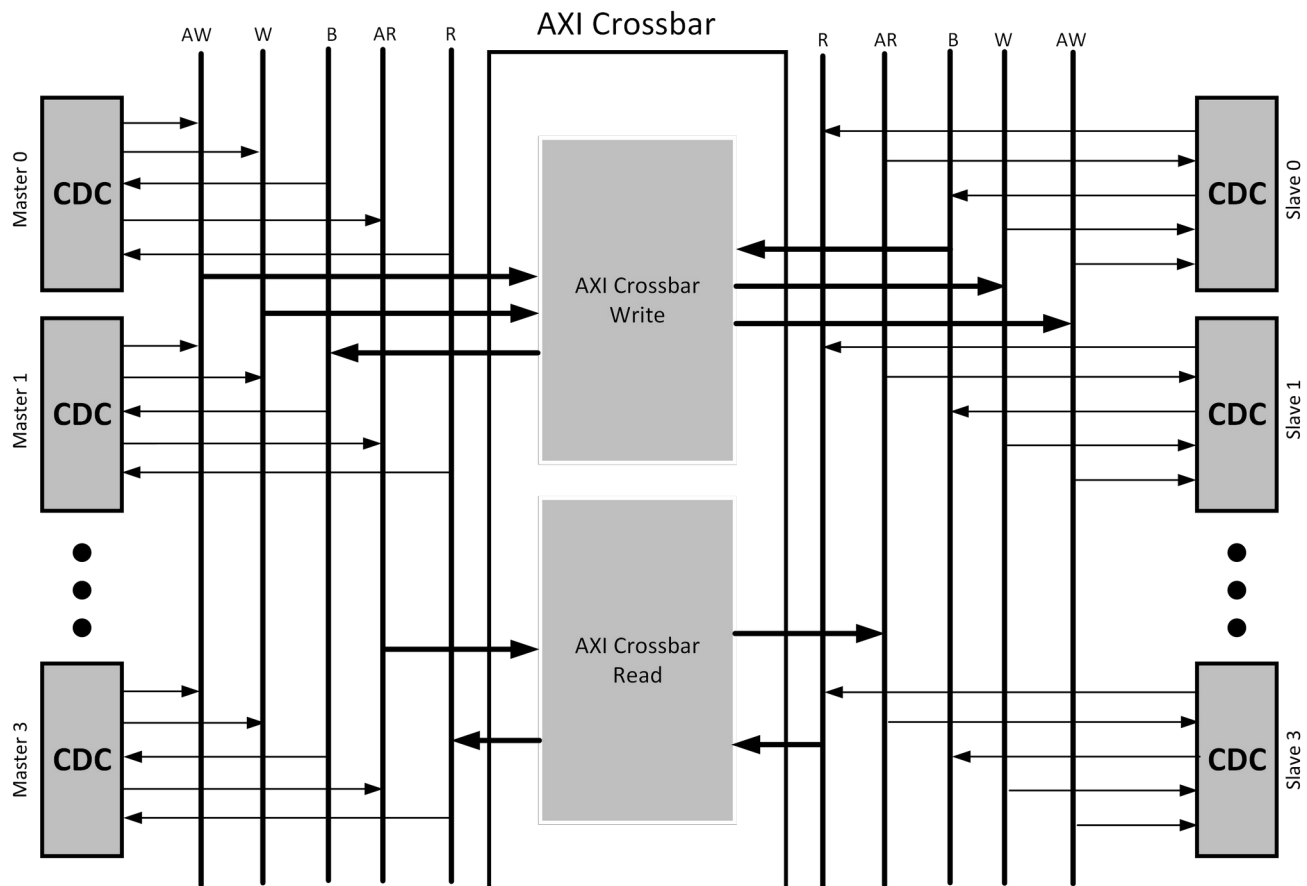 AXI Crossbar
AW W B AR R
R AR B W AW
Master 0
CDC
Master 1
CDC
Master 3
CDC
AXI Crossbar
Write
AXI Crossbar
Read
CDC
Slave 0
CDC
Slave 1
CDC
Slave 3